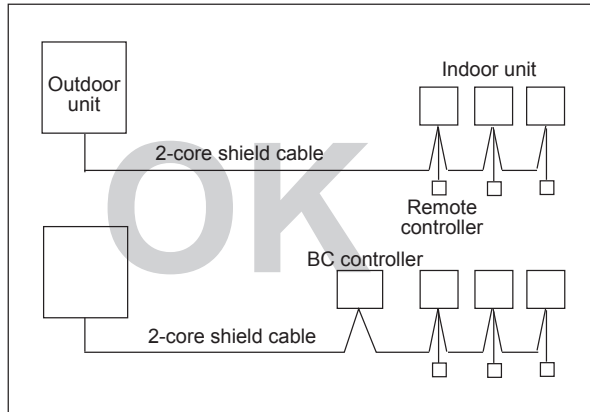 OK
Outdoor
unit
Indoor unit
2-core shield cable
Remote
controller
BC controller
2-core shield cable